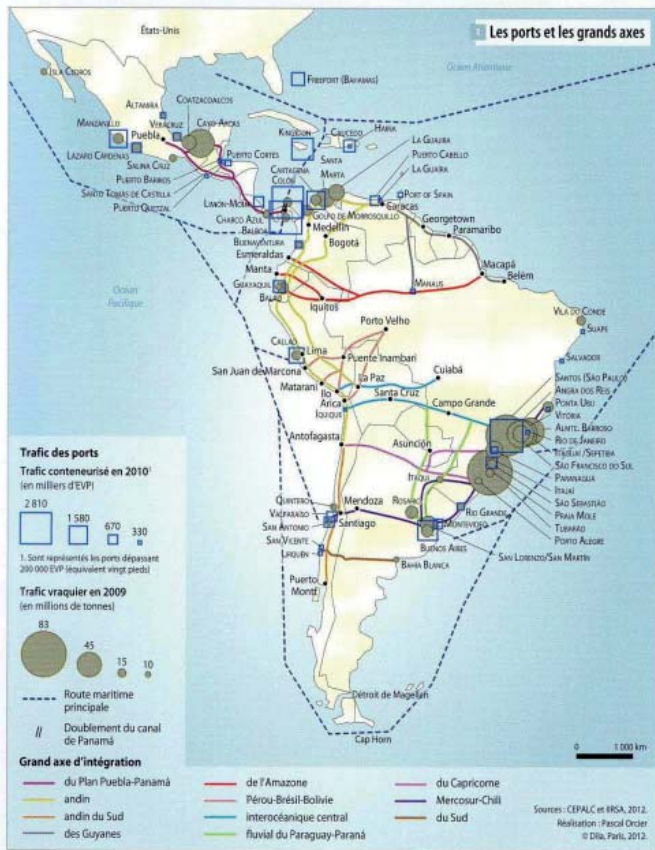 1 Les ports et les grands axes
États-Unis
Océan Atlantique
ISLA CEDROS
FREEPORT (BAHAMAS)
ALTAMIRA
COATZACOALCOS
MANZANILLO
VERACRUZ
CAYO ARCAS
Puebla
KINGSTON
CAUCEDO
HAINA
LÁZARO CÁRDENAS
SALINA CRUZ
PUERTO CORTÉS
SANTA
MARTA
LA GUAJIRA
PUERTO BARRIOS
CARTAGENA
PUERTO CABELLO
SANTO TOMÁS DE CASTILLA
COLÓN
LA GUAIRA
PUERTO QUETZAL
LIMÓN-MOÍN
PORT OF SPAIN
CHARCO AZUL
GOLFO DE MORROSQUILLO
Caracas
BALBOA
Medellín
Georgetown
BUENAVENTURA
Bogotá
Paramaribo
Esmeraldas
Océan
Pacifique
Manta
Macapá
GUAYAQUIL
MANAUS
Belém
BALAO
Iquitos
VILA DO CONDE
Porto Velho
SUAPE
CALLAO
Lima
Puente Inambari
SALVADOR
San Juan de Marcona
Cuiabá
Matarani
La Paz
SANTOS (SÃO PAULO)
Ilo
Santa Cruz
ANGRA DOS REIS
Arica
Campo Grande
PONTA UBU
IQUIQUE
VITÓRIA
ALMTE. BARROSO
Antofagasta
Asunción
RIO DE JANEIRO
ITAGUAÍ/SEPETIBA
SÃO FRANCISCO DO SUL
ITAQUI
PARANAGUÁ
QUINTERO
Mendoza
ROSARIO
ITAJAÍ
VALPARAÍSO
RIO GRANDE
SÃO SEBASTIÃO
SAN ANTONIO
Santiago
MONTEVIDEO
PRAIA MOLE
SAN VICENTE
TUBARÃO
LIRQUÉN
BUENOS AIRES
PORTO ALEGRE
BAHÍA BLANCA
SAN LORENZO/SAN MARTÍN
Puerto
Montt
Détroit de Magellan
Cap Horn
0 1 000 km
Trafic des ports
Trafic conteneurisé en 2010¹
(en milliers d'EVP)
2 810
1 580
670
330
1. Sont représentés les ports dépassant
200 000 EVP (équivalent vingt pieds)
Trafic vraquier en 2009
(en millions de tonnes)
83
45
15
10
Route maritime
principale
Doublement du canal
de Panamá
Grand axe d'intégration
du Plan Puebla-Panamá
andin
andin du Sud
des Guyanes
de l'Amazone
Pérou-Brésil-Bolivie
interocéanique central
fluvial du Paraguay-Paraná
du Capricorne
Mercosur-Chili
du Sud
Sources : CEPALC et IIRSA, 2012.
Réalisation : Pascal Orcier
© Dila, Paris, 2012.